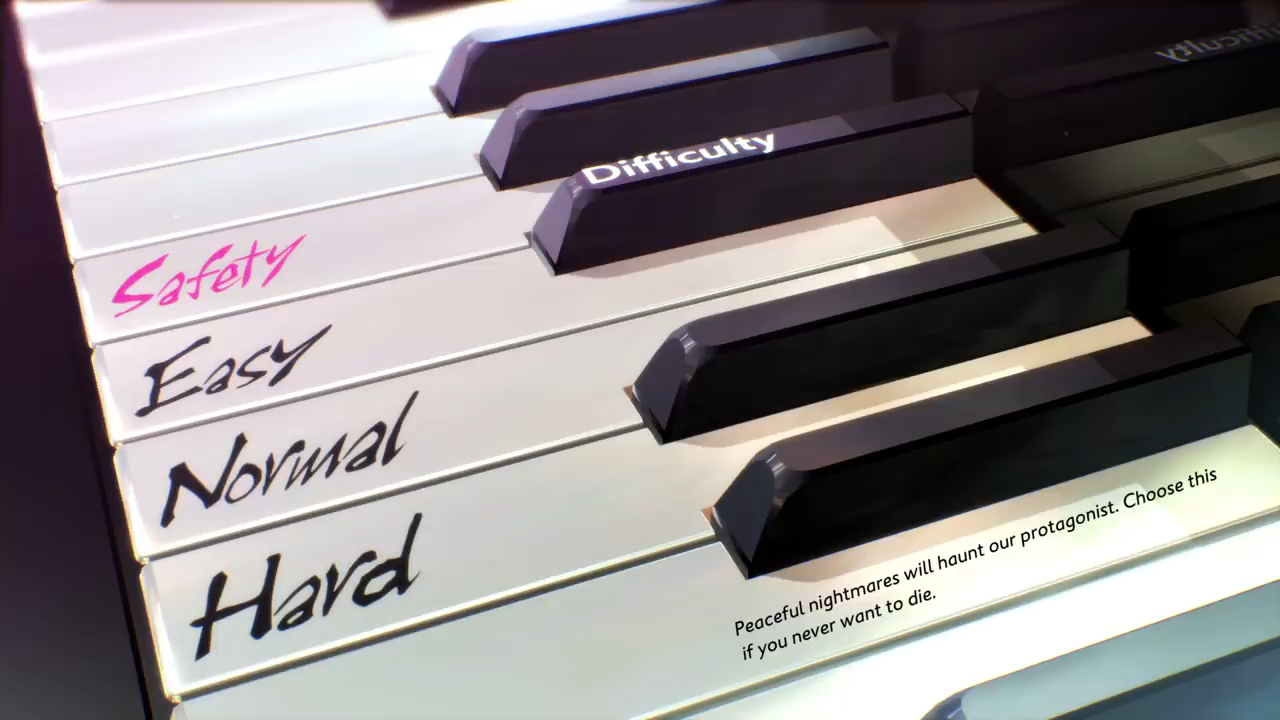 Difficulty
Difficulty
Safety
Easy
Normal
Hard
Peaceful nightmares will haunt our protagonist. Choose this
if you never want to die.